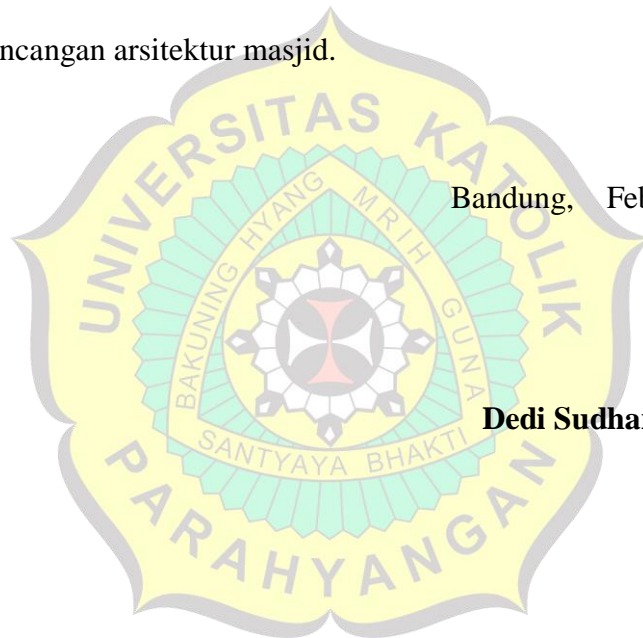 ncangan arsitektur masjid.
Bandung, Feb
Dedi Sudha
UNIVERSITAS KATOLIK
PARAHYANGAN
BAKUNING HYANG MRIH GUNA
SANTYAYA BHAKTI